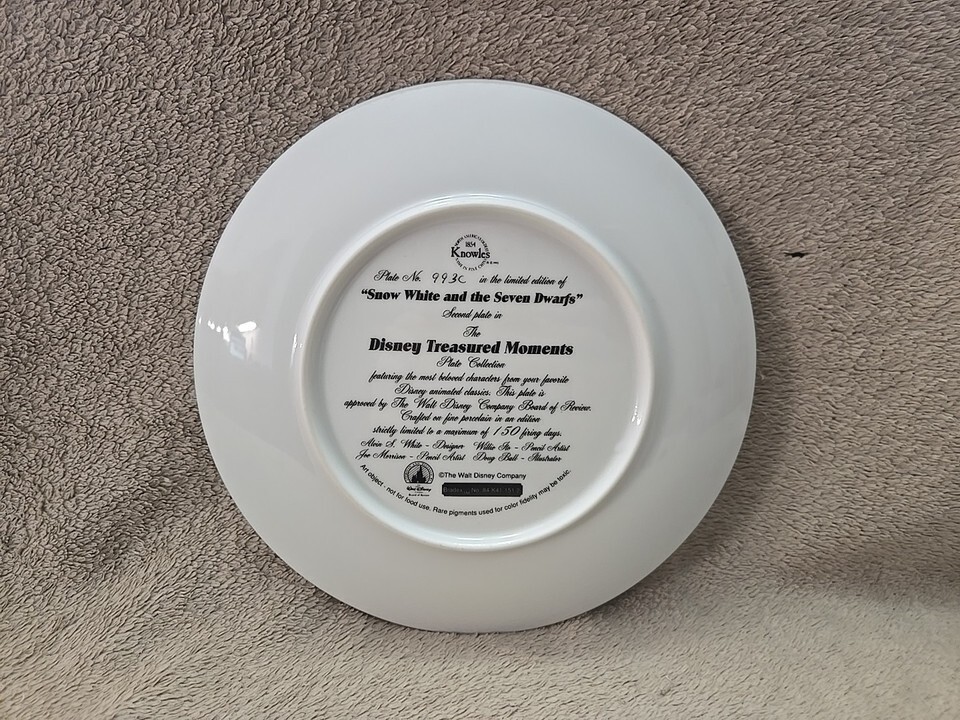 1854
Knowles
Plate No. 993C in the limited edition of
"Snow White and the Seven Dwarfs"
Second plate in
The
Disney Treasured Moments
Plate Collection
featuring the most beloved characters from your favorite
Disney animated classics. This plate is
approved by The Walt Disney Company Board of Review.
Crafted on fine porcelain in an edition
strictly limited to a maximum of 150 firing days.
Alvin S. White - Designer Willie Ito - Pencil Artist
Joe Morrison - Pencil Artist Doug Ball - Illustrator
©The Walt Disney Company
Walt Disney
Art object - not for food use. Rare pigments used for color fidelity may be toxic.